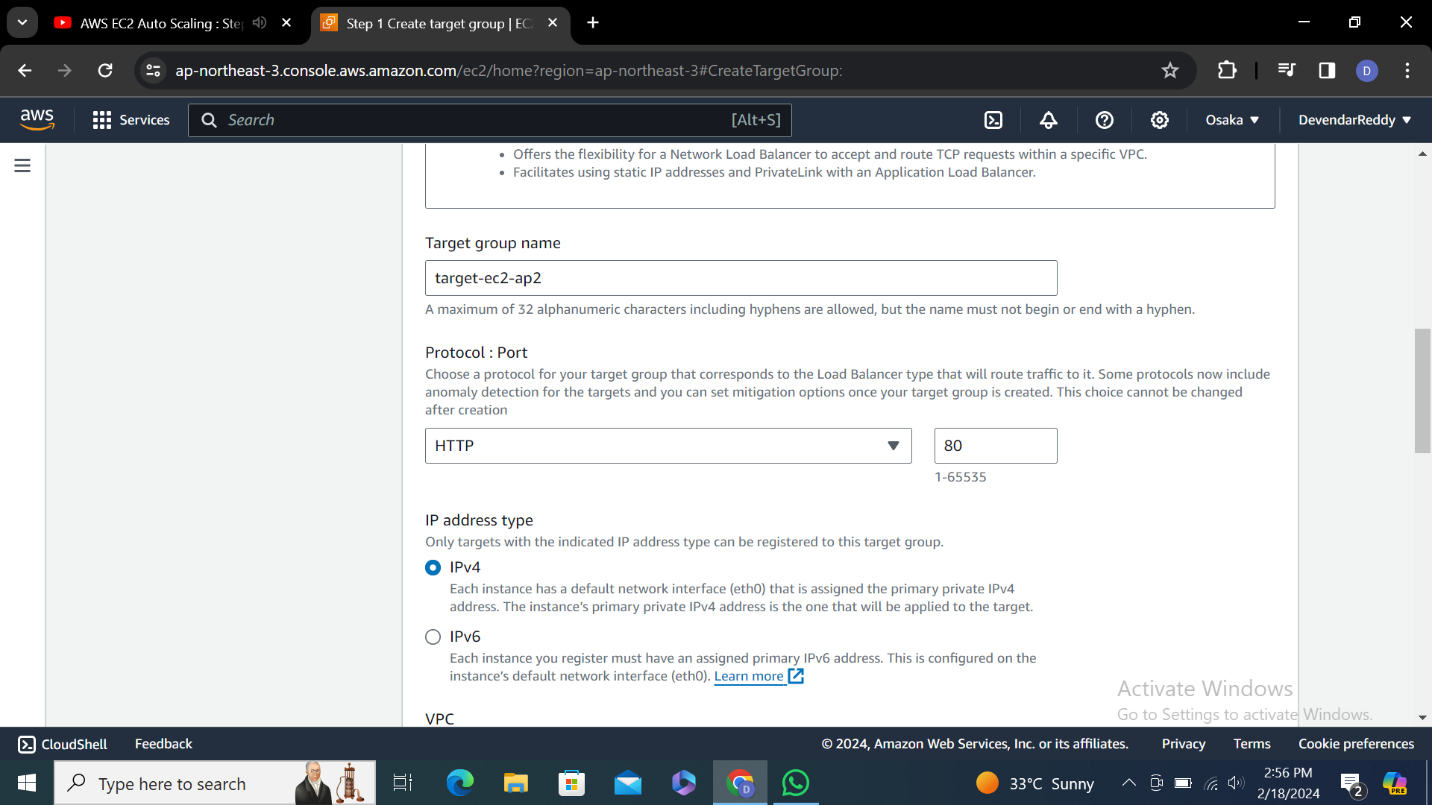 AWS EC2 Auto Scaling : Ste
Step 1 Create target group | EC
ap-northeast-3.console.aws.amazon.com/ec2/home?region=ap-northeast-3#CreateTargetGroup:
D
aws
Services
Search
[Alt+S]
Osaka
DevendarReddy
• Offers the flexibility for a Network Load Balancer to accept and route TCP requests within a specific VPC.
• Facilitates using static IP addresses and PrivateLink with an Application Load Balancer.
Target group name
target-ec2-ap2
A maximum of 32 alphanumeric characters including hyphens are allowed, but the name must not begin or end with a hyphen.
Protocol : Port
Choose a protocol for your target group that corresponds to the Load Balancer type that will route traffic to it. Some protocols now include
anomaly detection for the targets and you can set mitigation options once your target group is created. This choice cannot be changed
after creation
HTTP
80
1-65535
IP address type
Only targets with the indicated IP address type can be registered to this target group.
IPv4
Each instance has a default network interface (eth0) that is assigned the primary private IPv4
address. The instance's primary private IPv4 address is the one that will be applied to the target.
IPv6
Each instance you register must have an assigned primary IPv6 address. This is configured on the
instance's default network interface (eth0). Learn more
VPC
Activate Windows
Go to Settings to activate Windows.
CloudShell
Feedback
© 2024, Amazon Web Services, Inc. or its affiliates.
Privacy
Terms
Cookie preferences
Type here to search
D
33°C Sunny
2:56 PM
2/18/2024
2
PRE